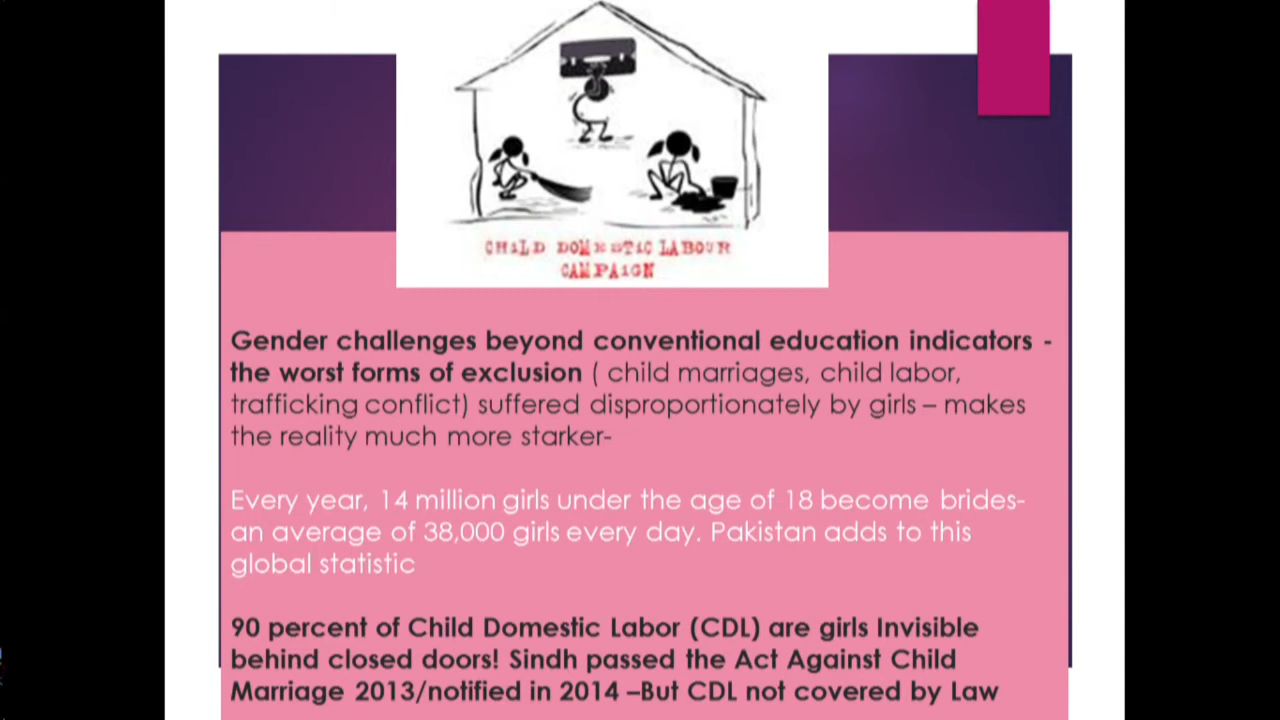 CHiLD DOMESTiC LABOUR
CAMPAiGN
Gender challenges beyond conventional education indicators -
the worst forms of exclusion ( child marriages, child labor,
trafficking conflict) suffered disproportionately by girls – makes
the reality much more starker-
Every year, 14 million girls under the age of 18 become brides-
an average of 38,000 girls every day. Pakistan adds to this
global statistic
90 percent of Child Domestic Labor (CDL) are girls Invisible
behind closed doors! Sindh passed the Act Against Child
Marriage 2013/notified in 2014 –But CDL not covered by Law